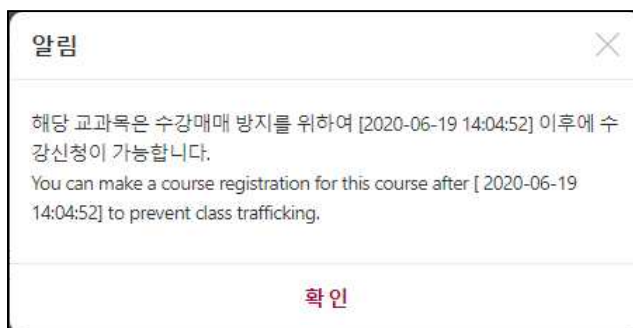 알림
해당 교과목은 수강매매 방지를 위하여 [2020-06-19 14:04:52] 이후에 수
강신청이 가능합니다.
You can make a course registration for this course after [ 2020-06-19
14:04:52] to prevent class trafficking.
확인